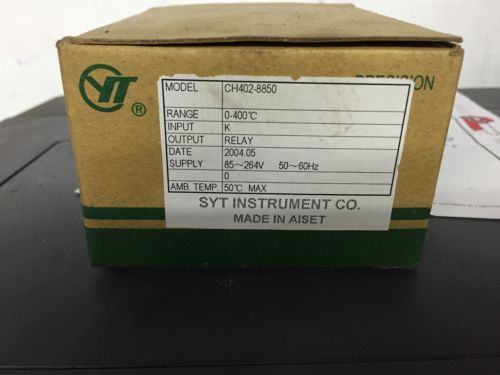 YT ®
PRECISION
MODEL CH402-8850
RANGE 0-400℃
INPUT K
OUTPUT RELAY
DATE 2004.05
SUPPLY 85～264V 50～60Hz
0
AMB. TEMP. 50℃ MAX
SYT INSTRUMENT CO.
MADE IN AISET